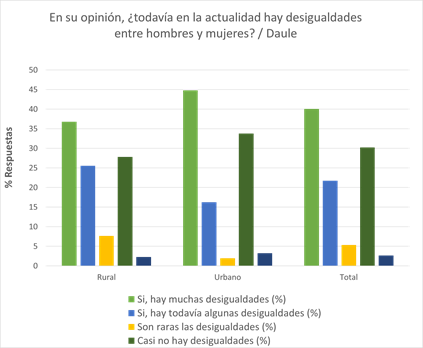 En su opinión, ¿todavía en la actualidad hay desigualdades
entre hombres y mujeres? / Daule
50
45
40
35
30
25
20
15
10
5
0
% Respuestas
Rural
Urbano
Total
Si, hay muchas desigualdades (%)
Si, hay todavía algunas desigualdades (%)
Son raras las desigualdades (%)
Casi no hay desigualdades (%)